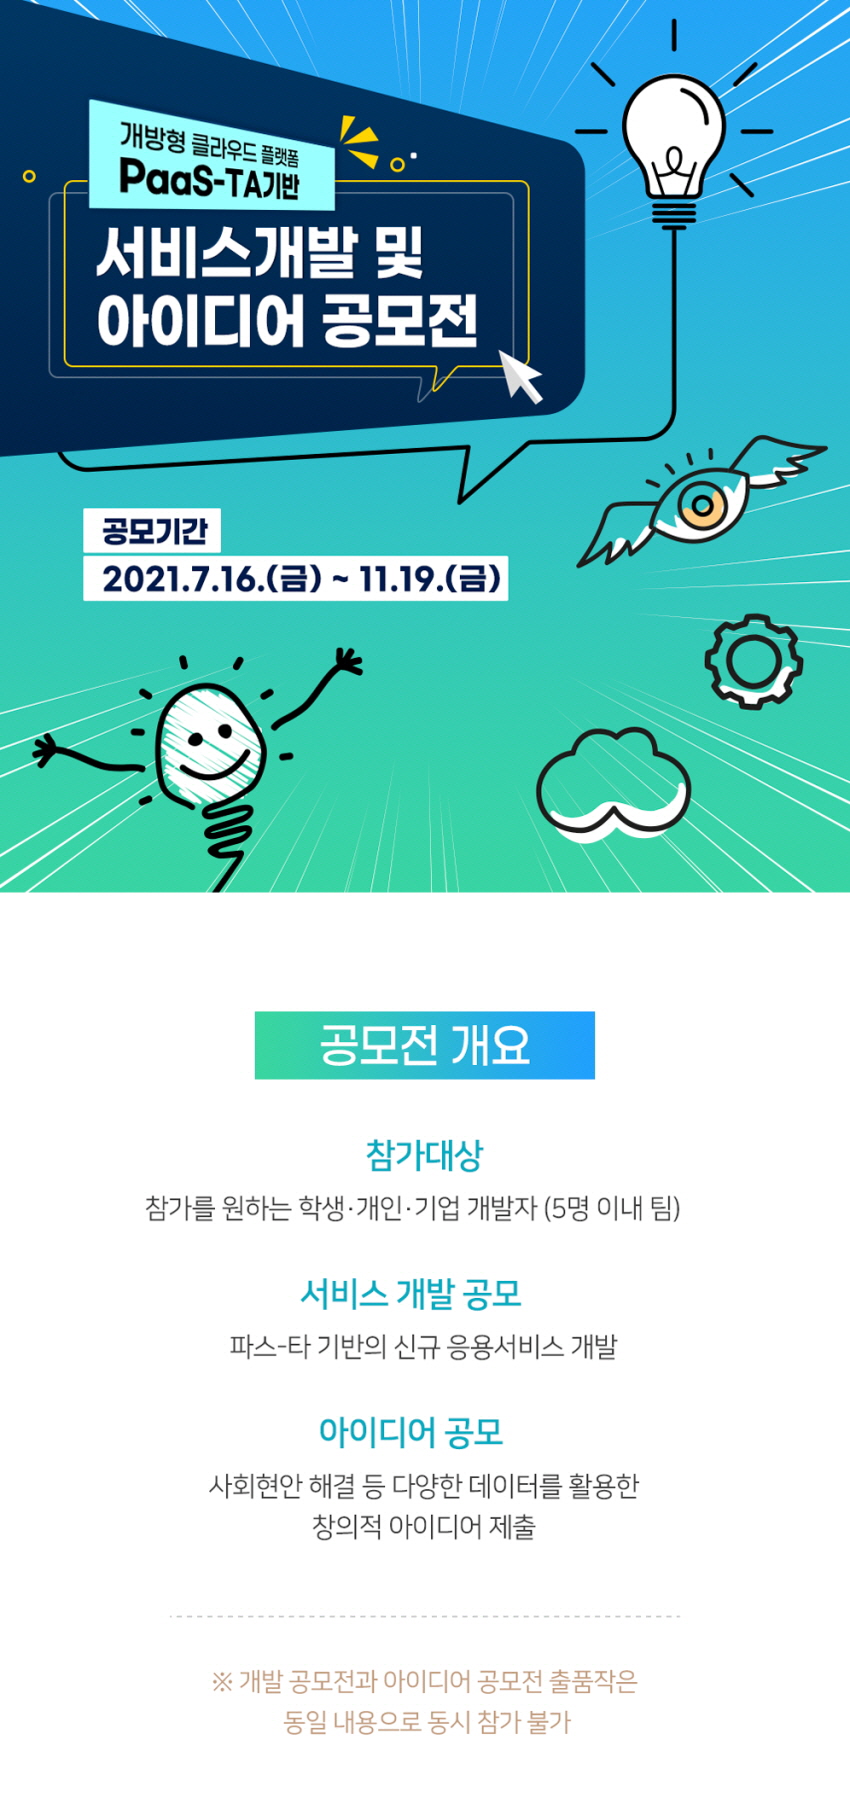 개방형 클라우드 플랫폼
PaaS-TA기반
서비스개발 및
아이디어 공모전
공모기간
2021.7.16.(금) ~ 11.19.(금)
공모전 개요
참가대상
참가를 원하는 학생·개인·기업 개발자 (5명 이내 팀)
서비스 개발 공모
파스-타 기반의 신규 응용서비스 개발
아이디어 공모
사회현안 해결 등 다양한 데이터를 활용한
창의적 아이디어 제출
※ 개발 공모전과 아이디어 공모전 출품작은
동일 내용으로 동시 참가 불가